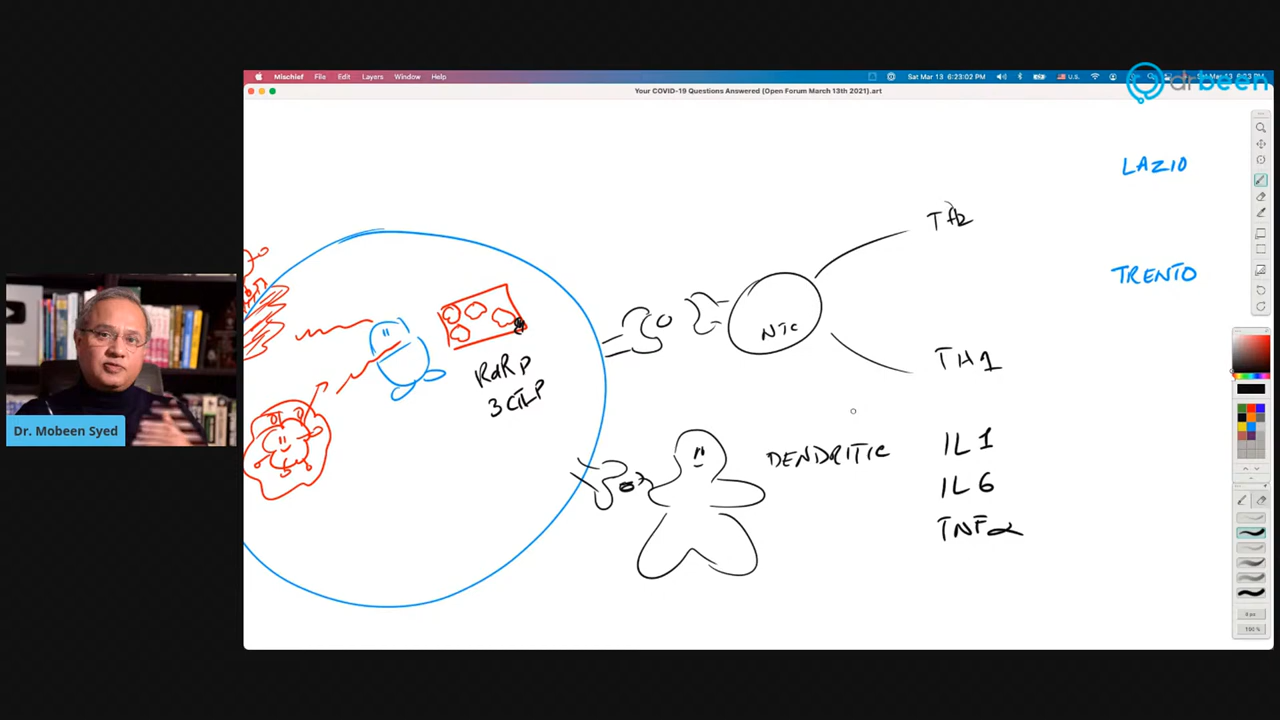 drbeen
Mischief File Edit Layers Window Help
U.S.
Sat Mar 13 6:23:02 PM
Your COVID-19 Questions Answered (Open Forum March 13th 2021).art
LAZIO
TH2
TRENTO
NTC
TH1
RdRp
3CLP
DENDRITIC
IL1
IL6
TNFα
Dr. Mobeen Syed
100%